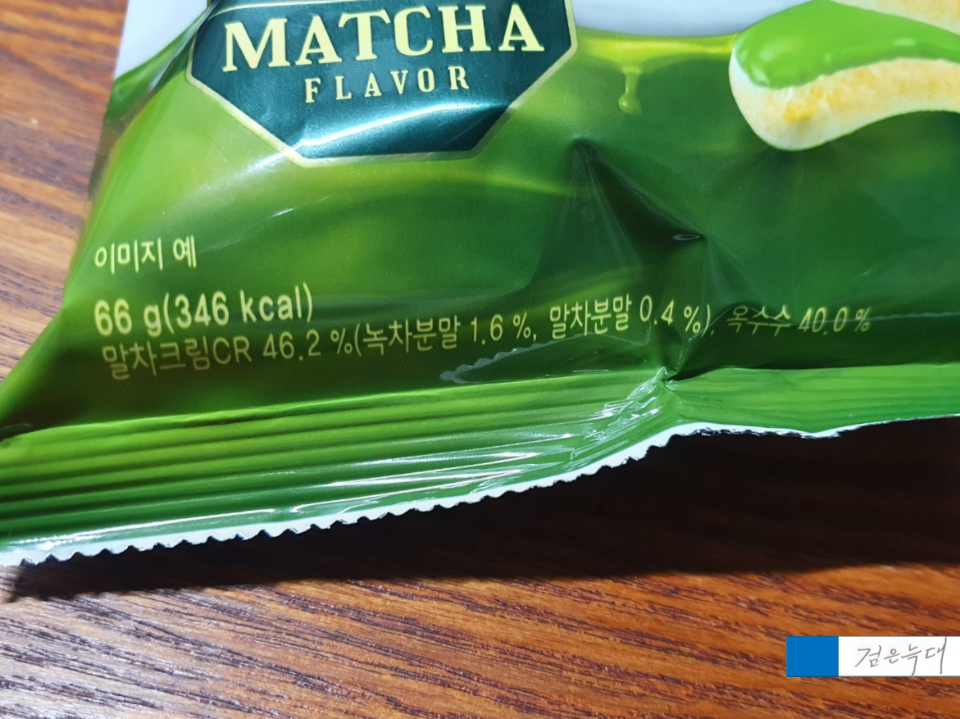 MATCHA
FLAVOR
이미지 예
66 g(346 kcal)
말차크림CR 46.2 %(녹차분말 1.6 %, 말차분말 0.4 %), 옥수수 40.0 %
검은늑대